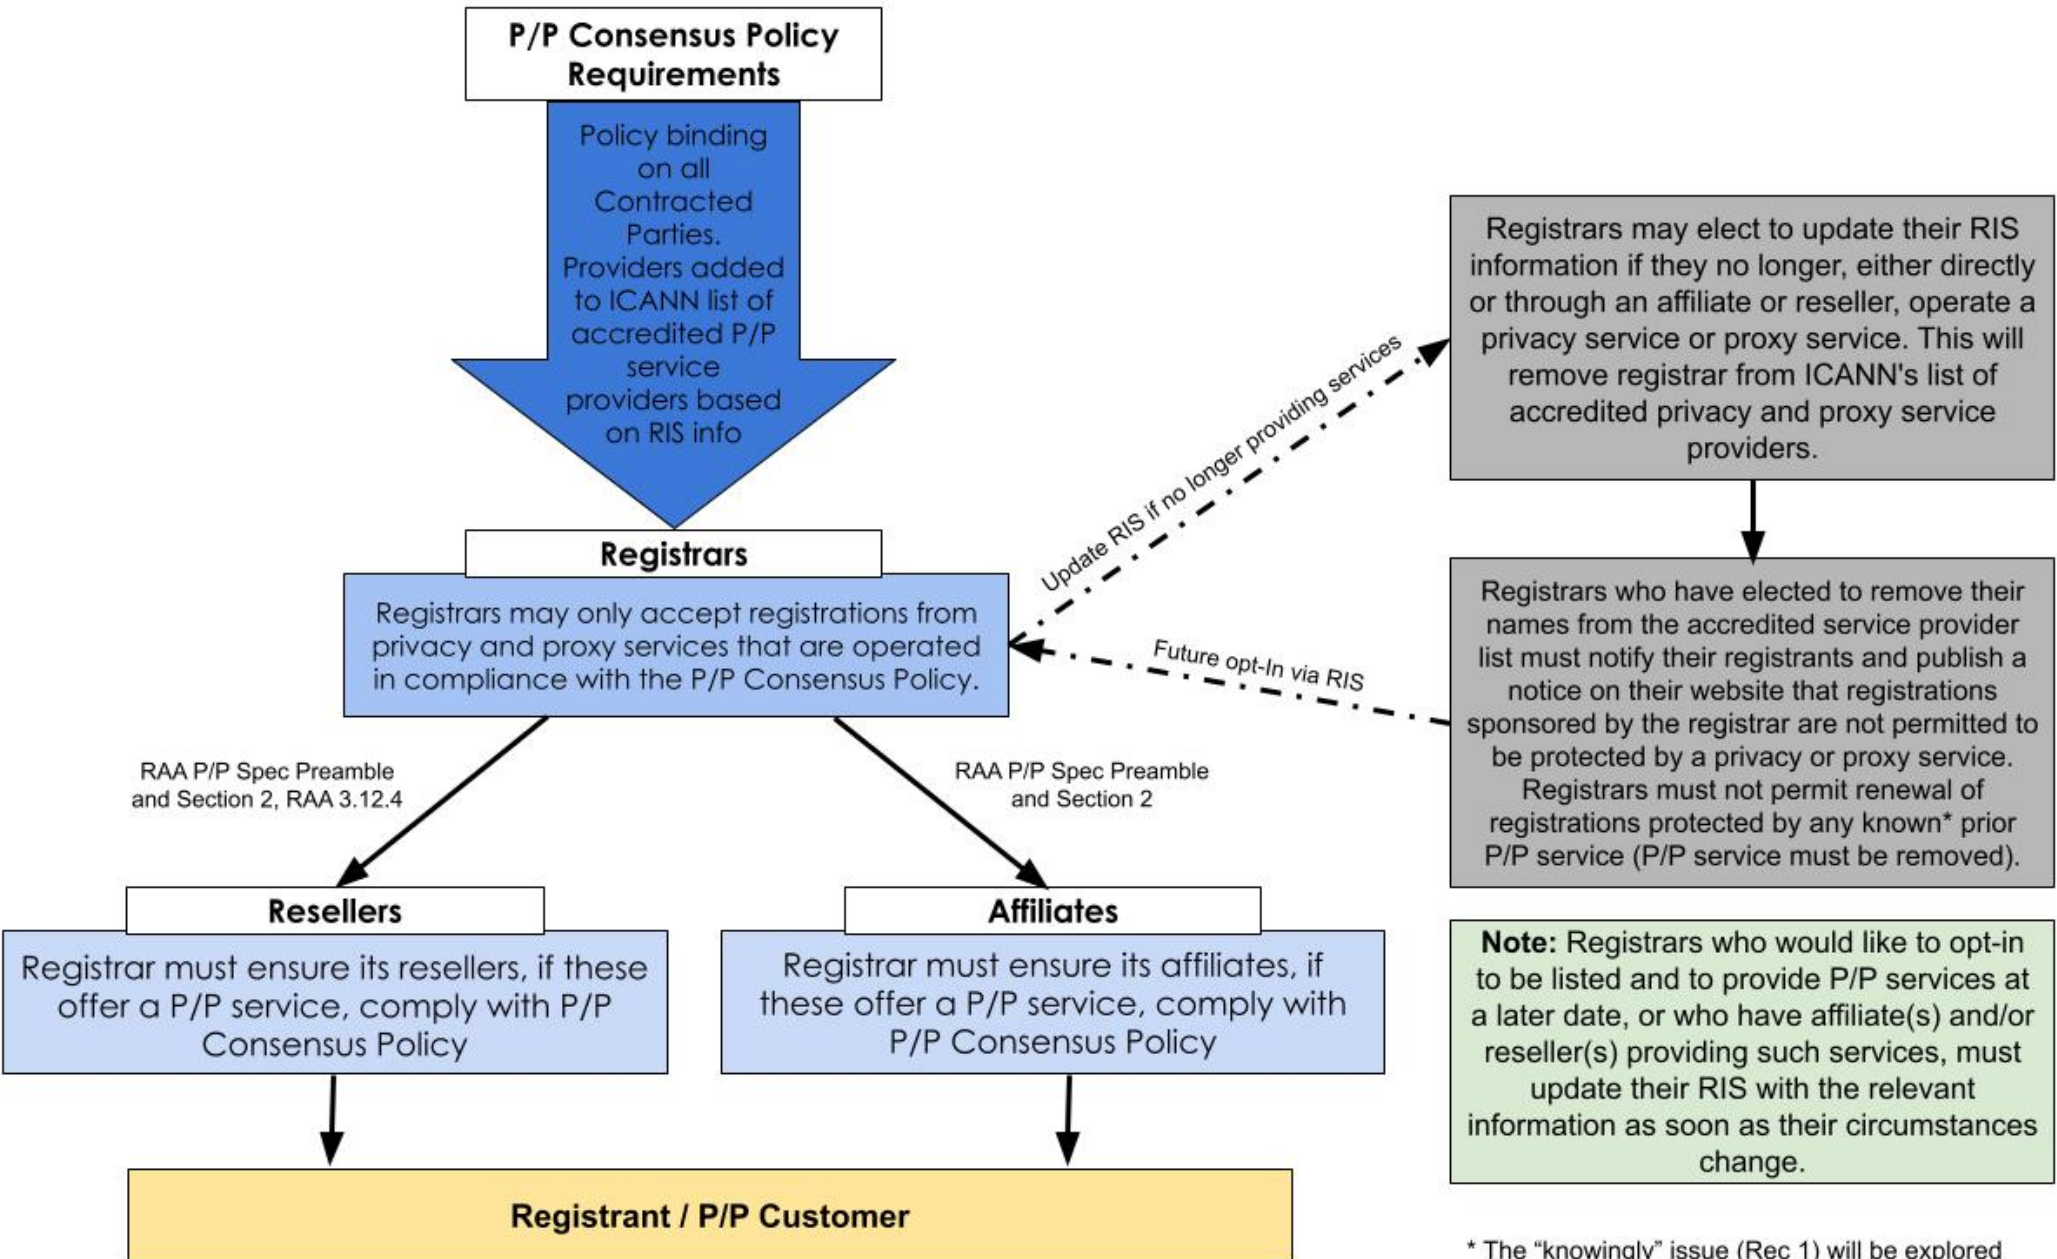 P/P Consensus Policy
Requirements
Policy binding
on all
Contracted
Parties.
Providers added
to ICANN list of
accredited P/P
service
providers based
on RIS info
Registrars
Registrars may only accept registrations from
privacy and proxy services that are operated
in compliance with the P/P Consensus Policy.
Update RIS if no longer providing services
Future opt-In via RIS
Registrars may elect to update their RIS
information if they no longer, either directly
or through an affiliate or reseller, operate a
privacy service or proxy service. This will
remove registrar from ICANN's list of
accredited privacy and proxy service
providers.
Registrars who have elected to remove their
names from the accredited service provider
list must notify their registrants and publish a
notice on their website that registrations
sponsored by the registrar are not permitted to
be protected by a privacy or proxy service.
Registrars must not permit renewal of
registrations protected by any known* prior
P/P service (P/P service must be removed).
RAA P/P Spec Preamble
and Section 2, RAA 3.12.4
RAA P/P Spec Preamble
and Section 2
Resellers
Registrar must ensure its resellers, if these
offer a P/P service, comply with P/P
Consensus Policy
Affiliates
Registrar must ensure its affiliates, if
these offer a P/P service, comply with
P/P Consensus Policy
Note: Registrars who would like to opt-in
to be listed and to provide P/P services at
a later date, or who have affiliate(s) and/or
reseller(s) providing such services, must
update their RIS with the relevant
information as soon as their circumstances
change.
Registrant / P/P Customer
* The “knowingly” issue (Rec 1) will be explored